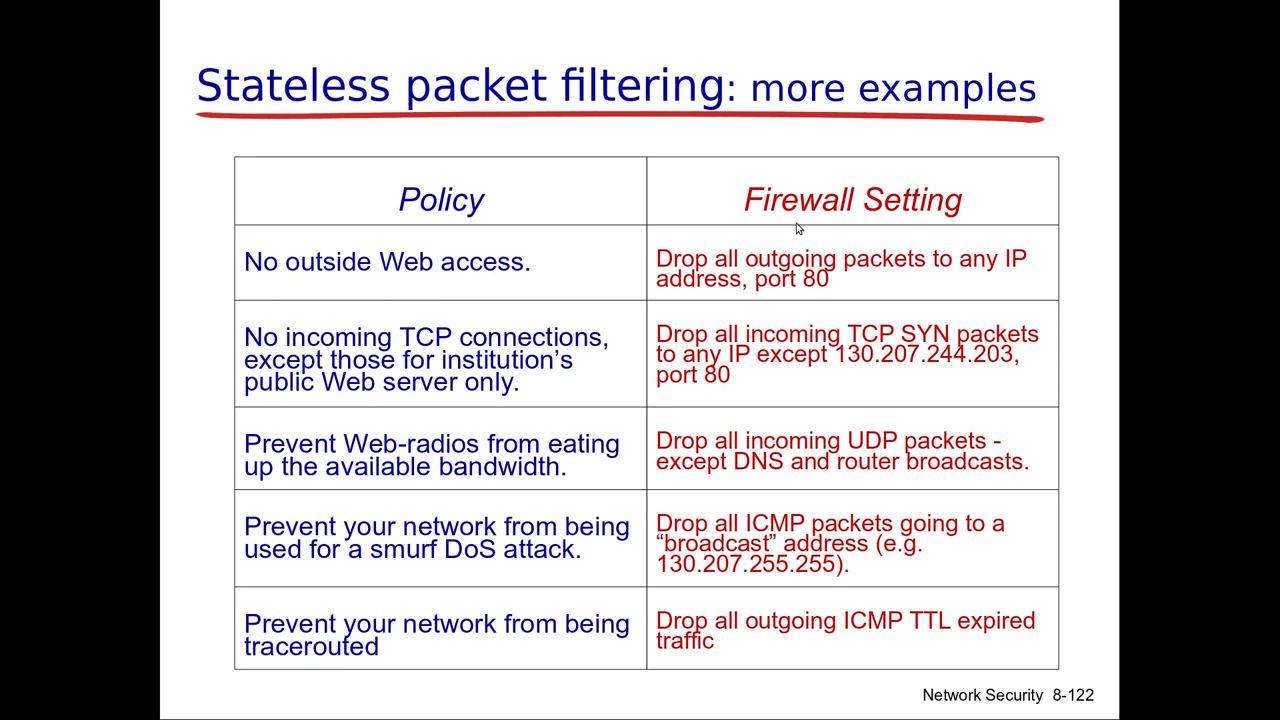 Stateless packet filtering: more examples
Policy
Firewall Setting
No outside Web access.
Drop all outgoing packets to any IP
address, port 80
No incoming TCP connections,
except those for institution’s
public Web server only.
Drop all incoming TCP SYN packets
to any IP except 130.207.244.203,
port 80
Prevent Web-radios from eating
up the available bandwidth.
Drop all incoming UDP packets -
except DNS and router broadcasts.
Prevent your network from being
used for a smurf DoS attack.
Drop all ICMP packets going to a
“broadcast” address (e.g.
130.207.255.255).
Prevent your network from being
tracerouted
Drop all outgoing ICMP TTL expired
traffic
Network Security 8-122